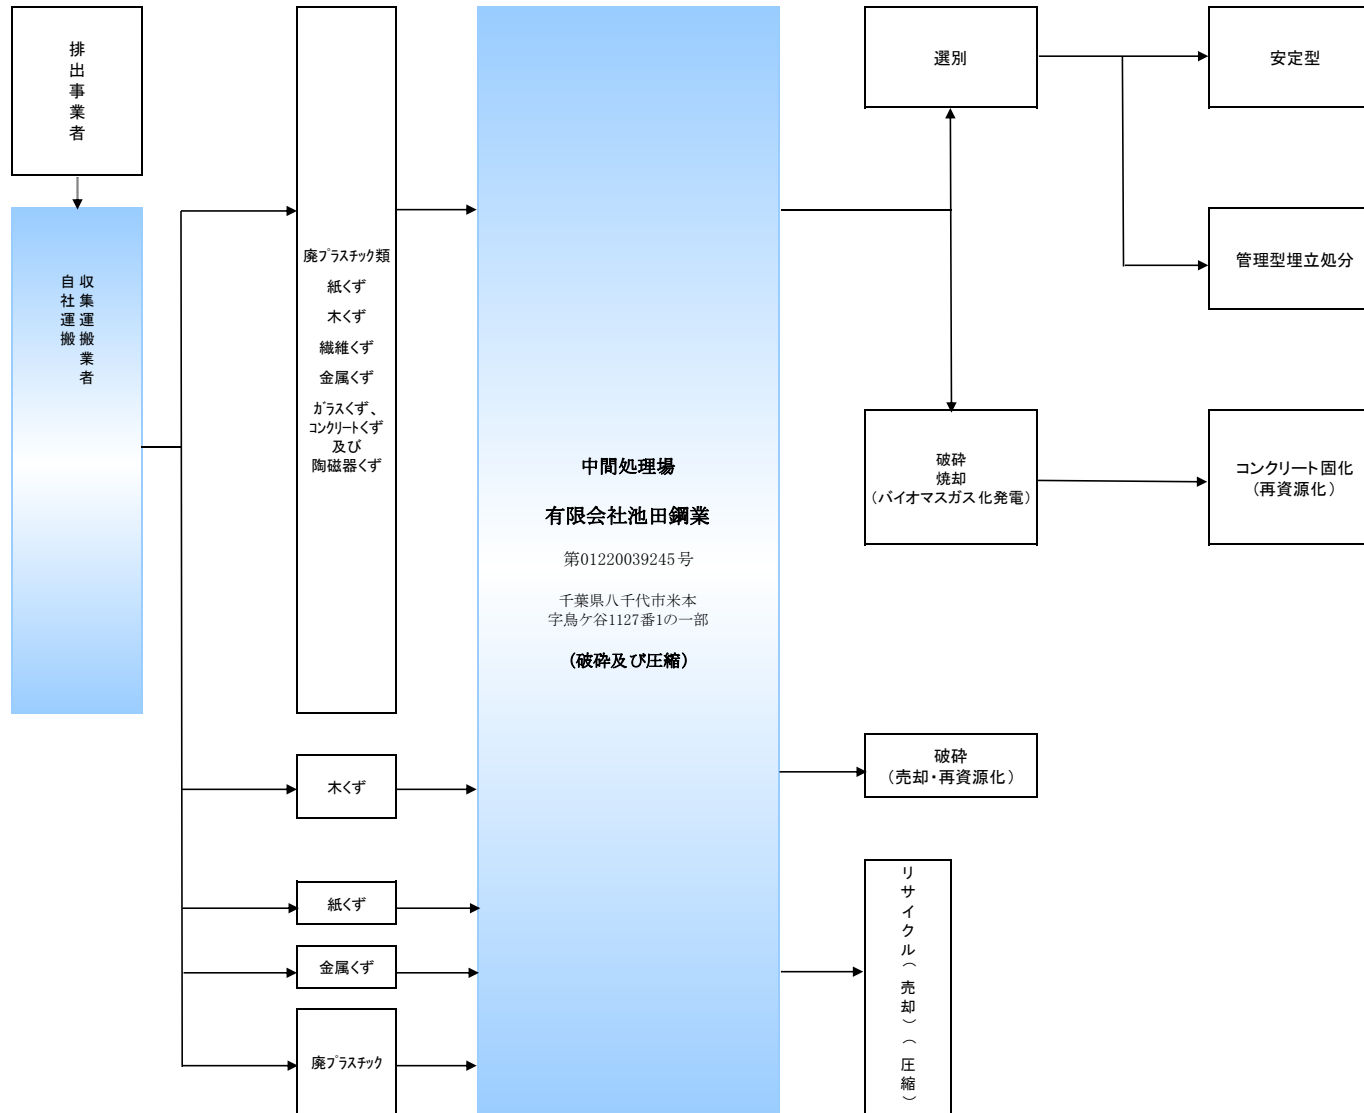 排出事業者
収集運搬業者
自社運搬
廃プラスチック類
紙くず
木くず
繊維くず
金属くず
ガラスくず、
コンクリートくず
及び
陶磁器くず
木くず
紙くず
金属くず
廃プラスチック
中間処理場
有限会社池田鋼業
第01220039245号
千葉県八千代市米本
字鳥ケ谷1127番1の一部
(破砕及び圧縮)
選別
安定型
管理型埋立処分
破砕
焼却
(バイオマスガス化発電)
コンクリート固化
(再資源化)
破砕
(売却・再資源化)
リサイクル(売却)(圧縮)